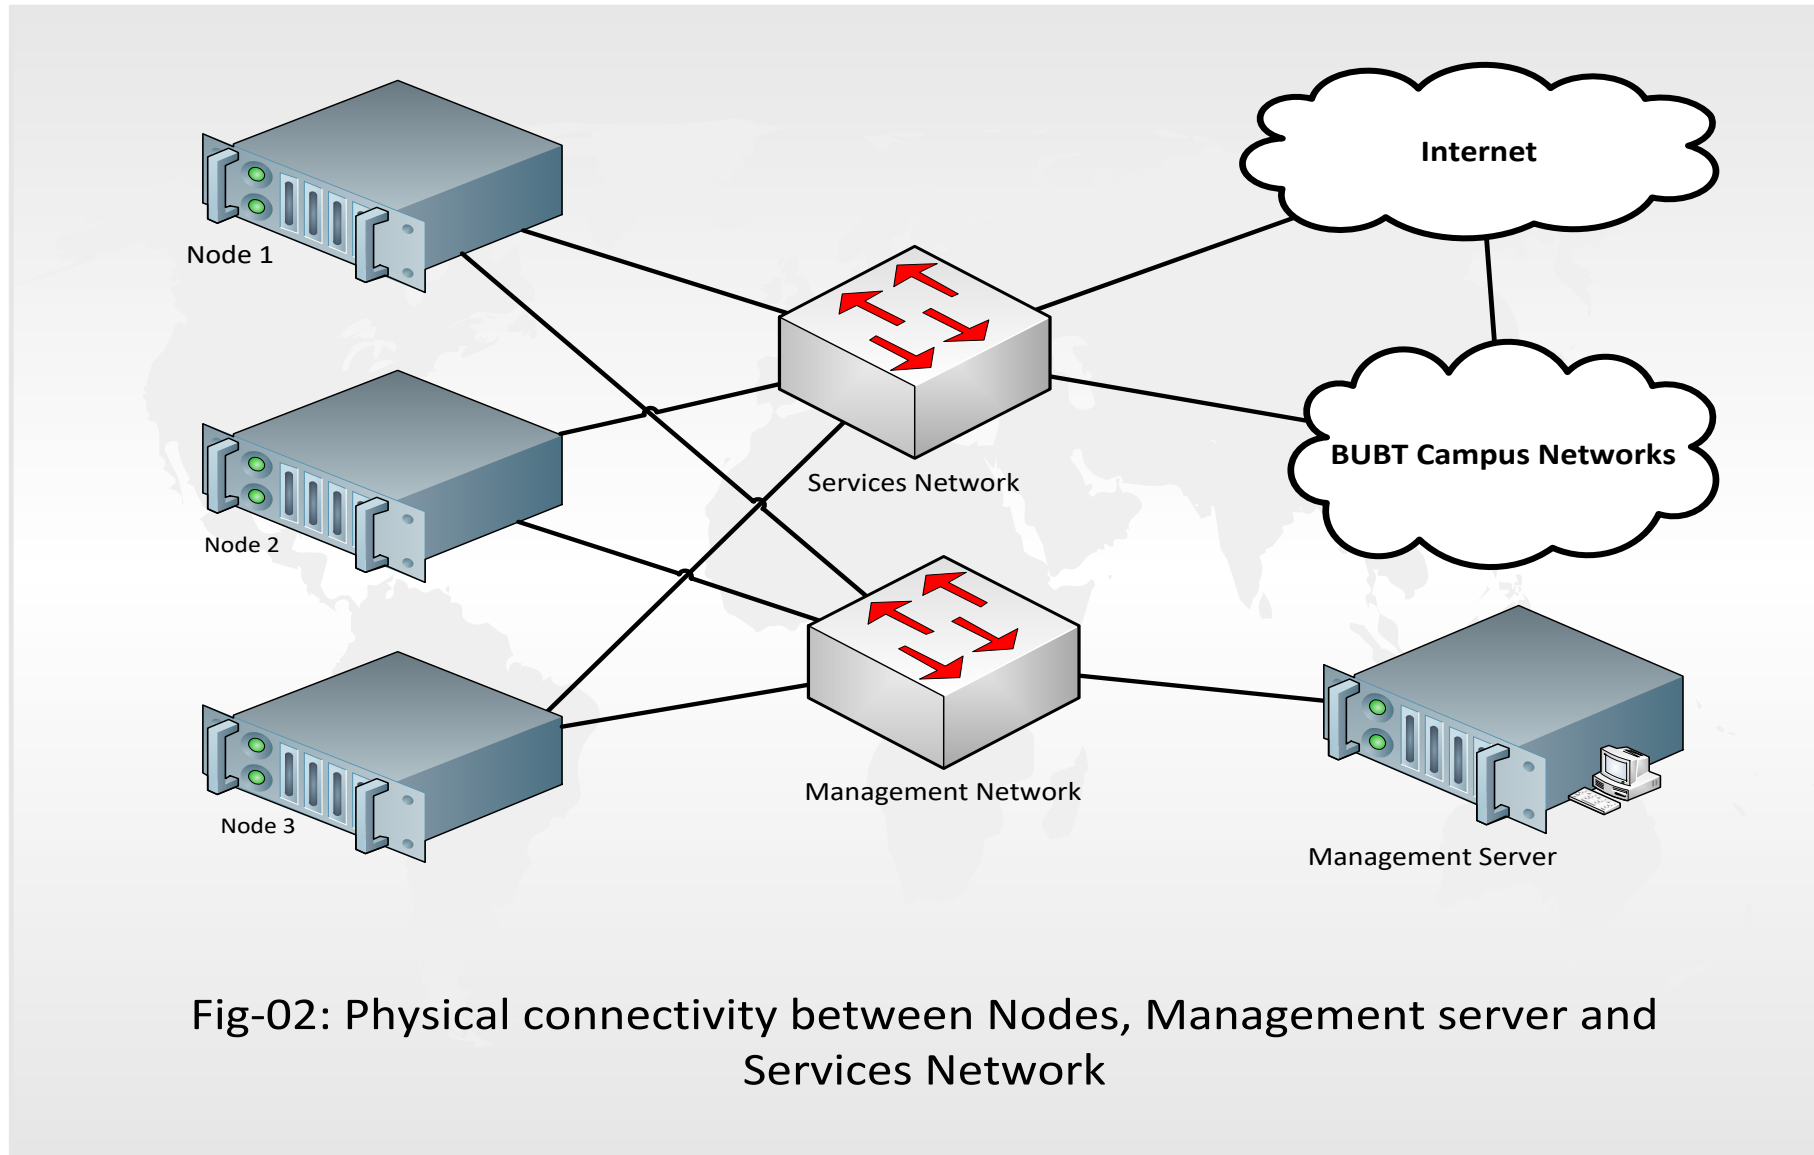 Internet
Node 1
BUBT Campus Networks
Services Network
Node 2
Management Network
Node 3
Management Server
Fig-02: Physical connectivity between Nodes, Management server and
Services Network